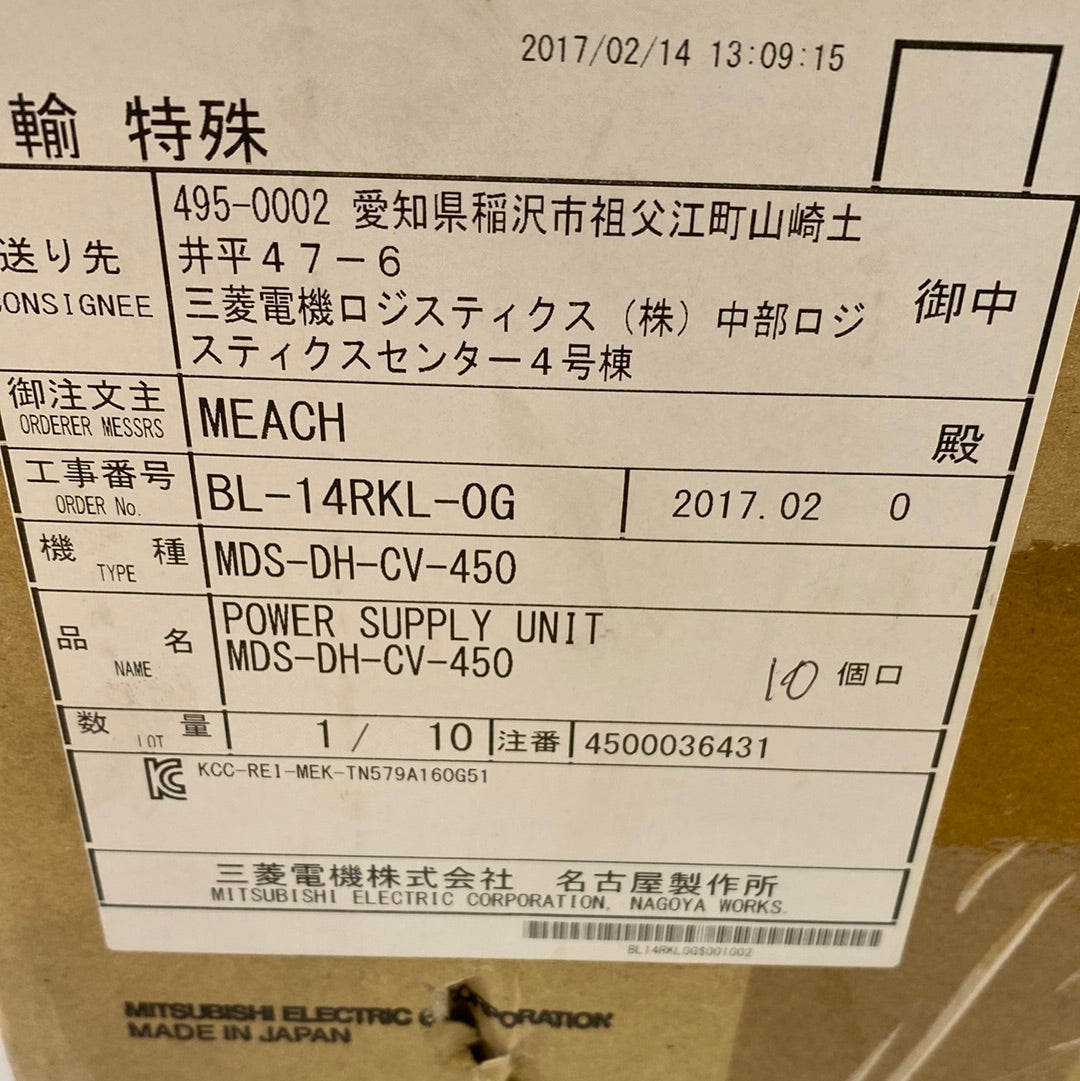 2017/02/14 13:09:15
輸 特殊
送り先
CONSIGNEE
495-0002 愛知県稲沢市祖父江町山崎土
井平47-6
三菱電機ロジスティクス(株)中部ロジ
スティクスセンター4号棟
御中
御注文主
ORDERER MESSRS
MEACH
殿
工事番号
ORDER No.
BL-14RKL-0G
2017.02 0
機 種
TYPE
MDS-DH-CV-450
品 名
NAME
POWER SUPPLY UNIT
MDS-DH-CV-450
10 個口
数 量
LOT
1/ 10
注番
4500036431
KC
KCC-REI-MEK-TN579A160G51
三菱電機株式会社 名古屋製作所
MITSUBISHI ELECTRIC CORPORATION. NAGOYA WORKS.
BL14RKL0G$001002
MITSUBISHI ELECTRIC CORPORATION
MADE IN JAPAN